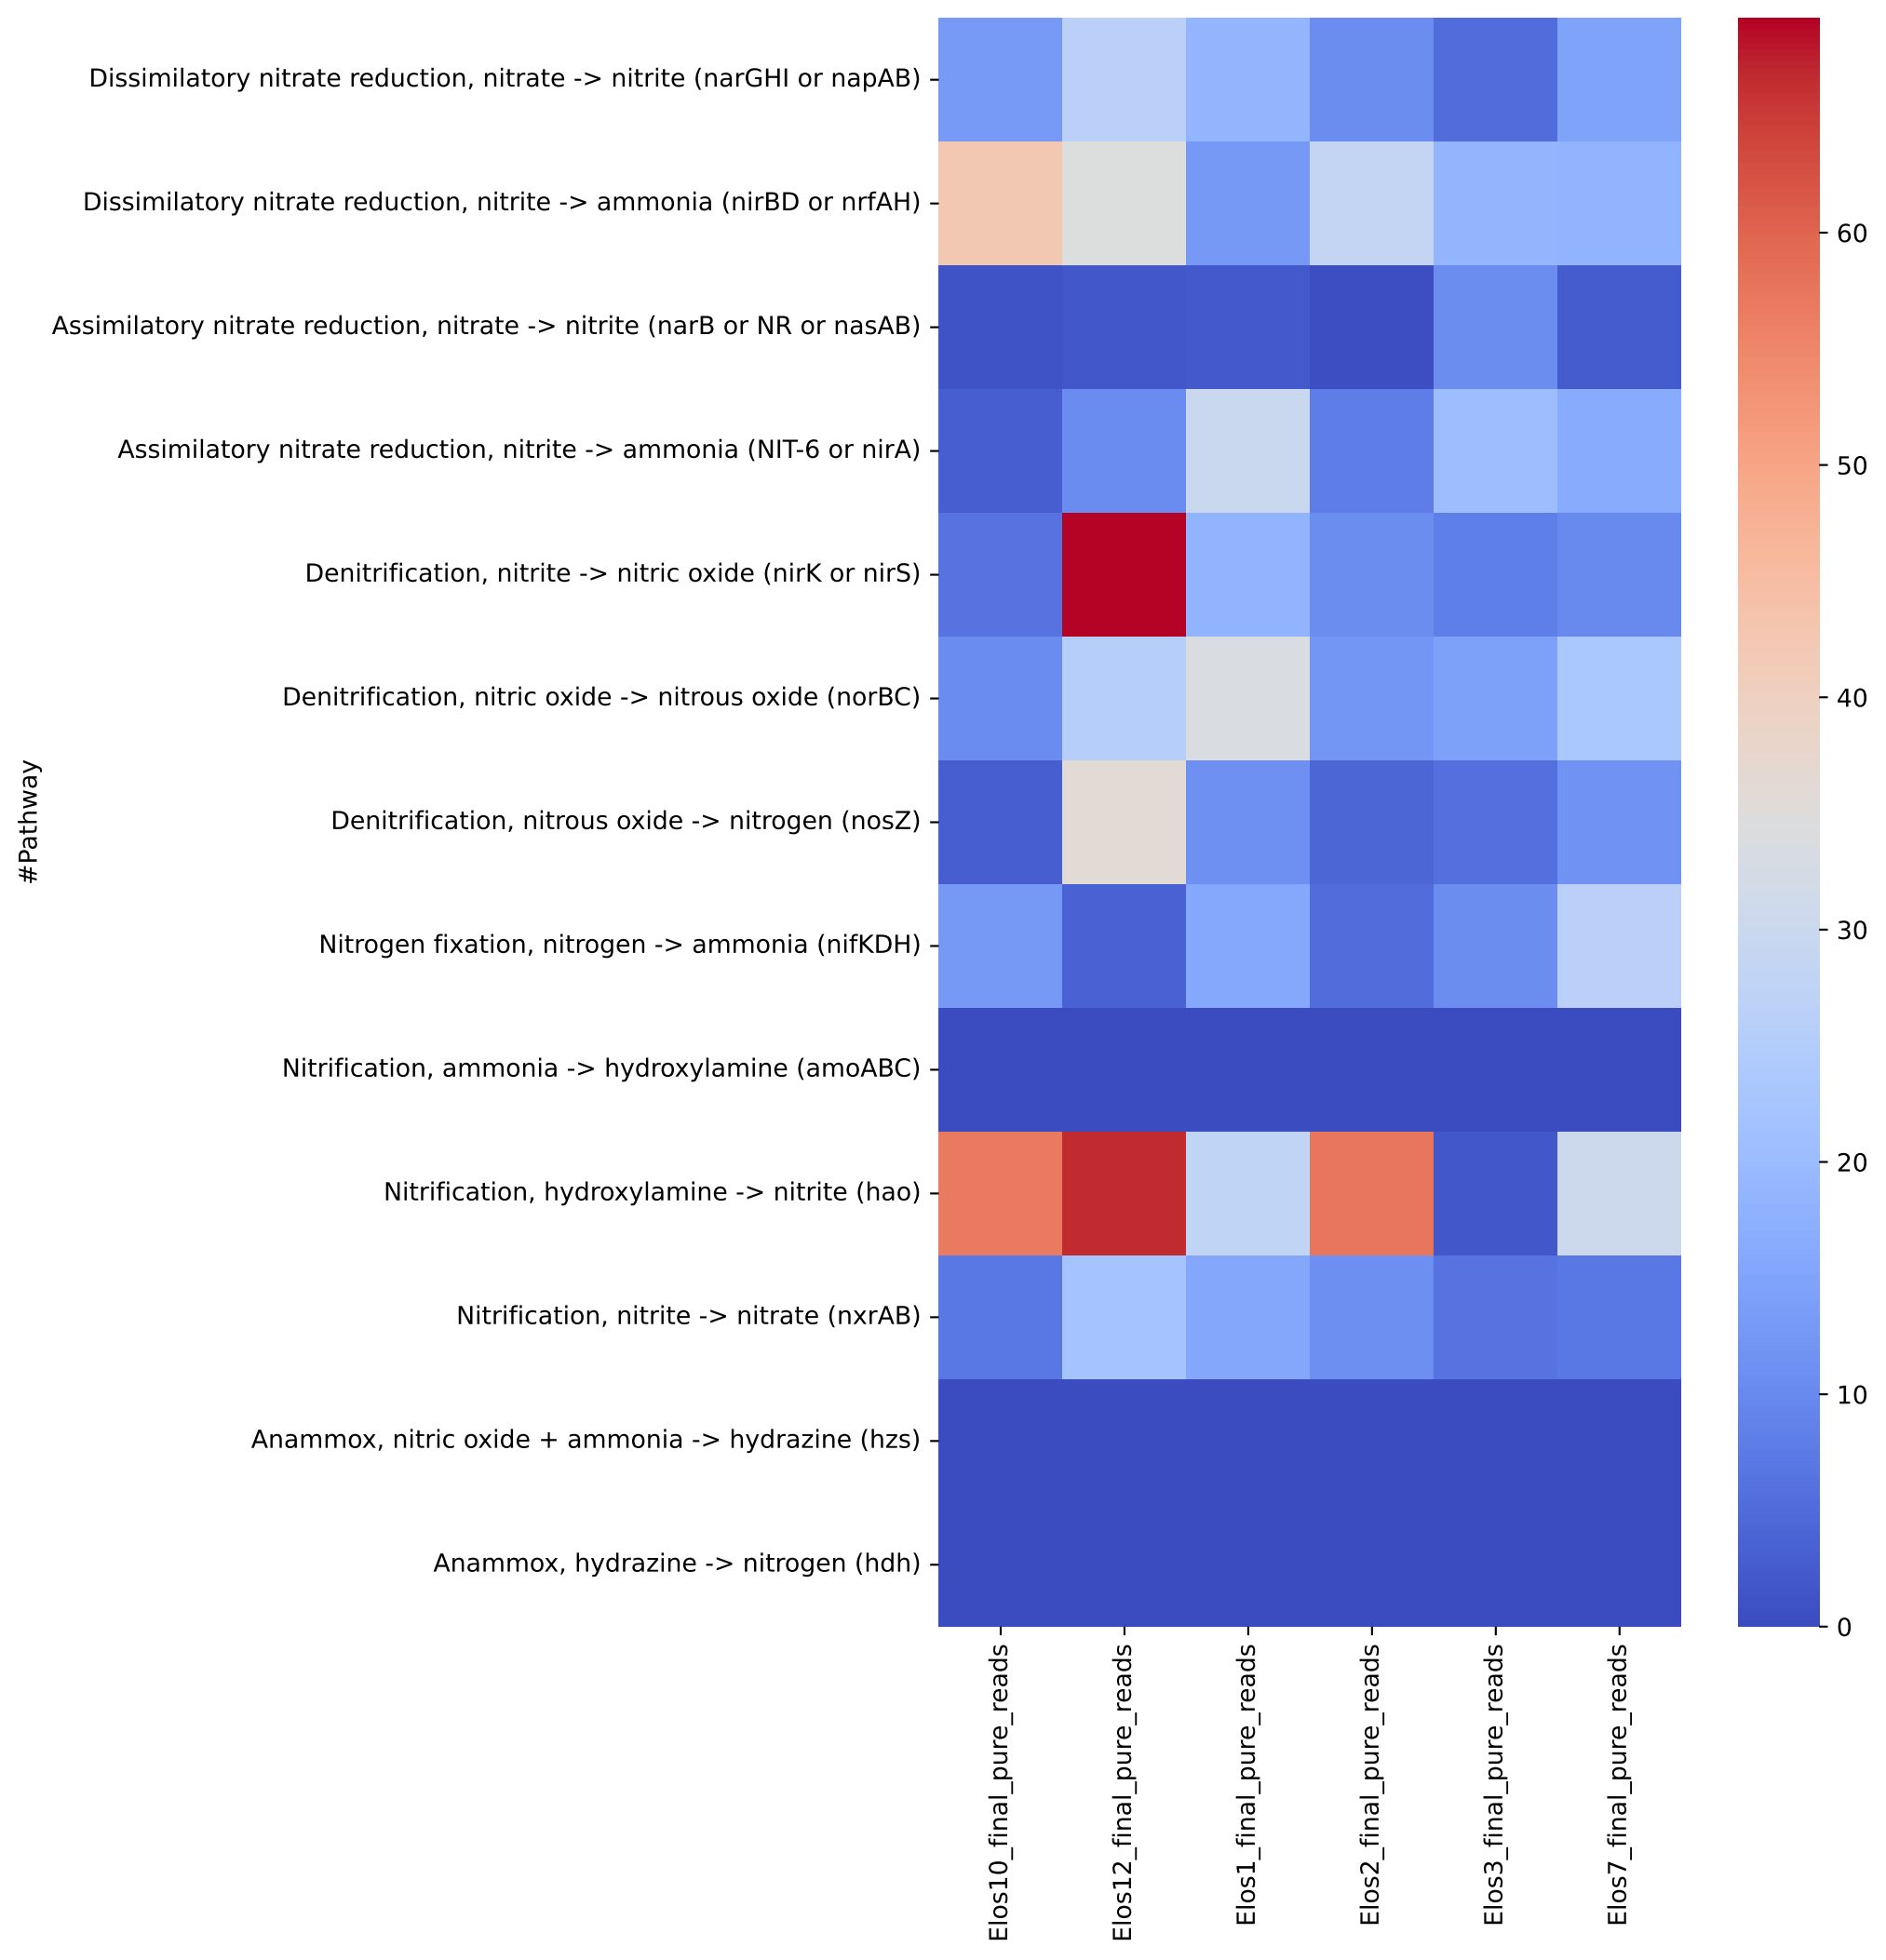 #Pathway
Dissimilatory nitrate reduction, nitrate -> nitrite (narGHI or napAB)
Dissimilatory nitrate reduction, nitrite -> ammonia (nirBD or nrfAH)
Assimilatory nitrate reduction, nitrate -> nitrite (narB or NR or nasAB)
Assimilatory nitrate reduction, nitrite -> ammonia (NIT-6 or nirA)
Denitrification, nitrite -> nitric oxide (nirK or nirS)
Denitrification, nitric oxide -> nitrous oxide (norBC)
Denitrification, nitrous oxide -> nitrogen (nosZ)
Nitrogen fixation, nitrogen -> ammonia (nifKDH)
Nitrification, ammonia -> hydroxylamine (amoABC)
Nitrification, hydroxylamine -> nitrite (hao)
Nitrification, nitrite -> nitrate (nxrAB)
Anammox, nitric oxide + ammonia -> hydrazine (hzs)
Anammox, hydrazine -> nitrogen (hdh)
Elos10_final_pure_reads
Elos12_final_pure_reads
Elos1_final_pure_reads
Elos2_final_pure_reads
Elos3_final_pure_reads
Elos7_final_pure_reads
60
50
40
30
20
10
0